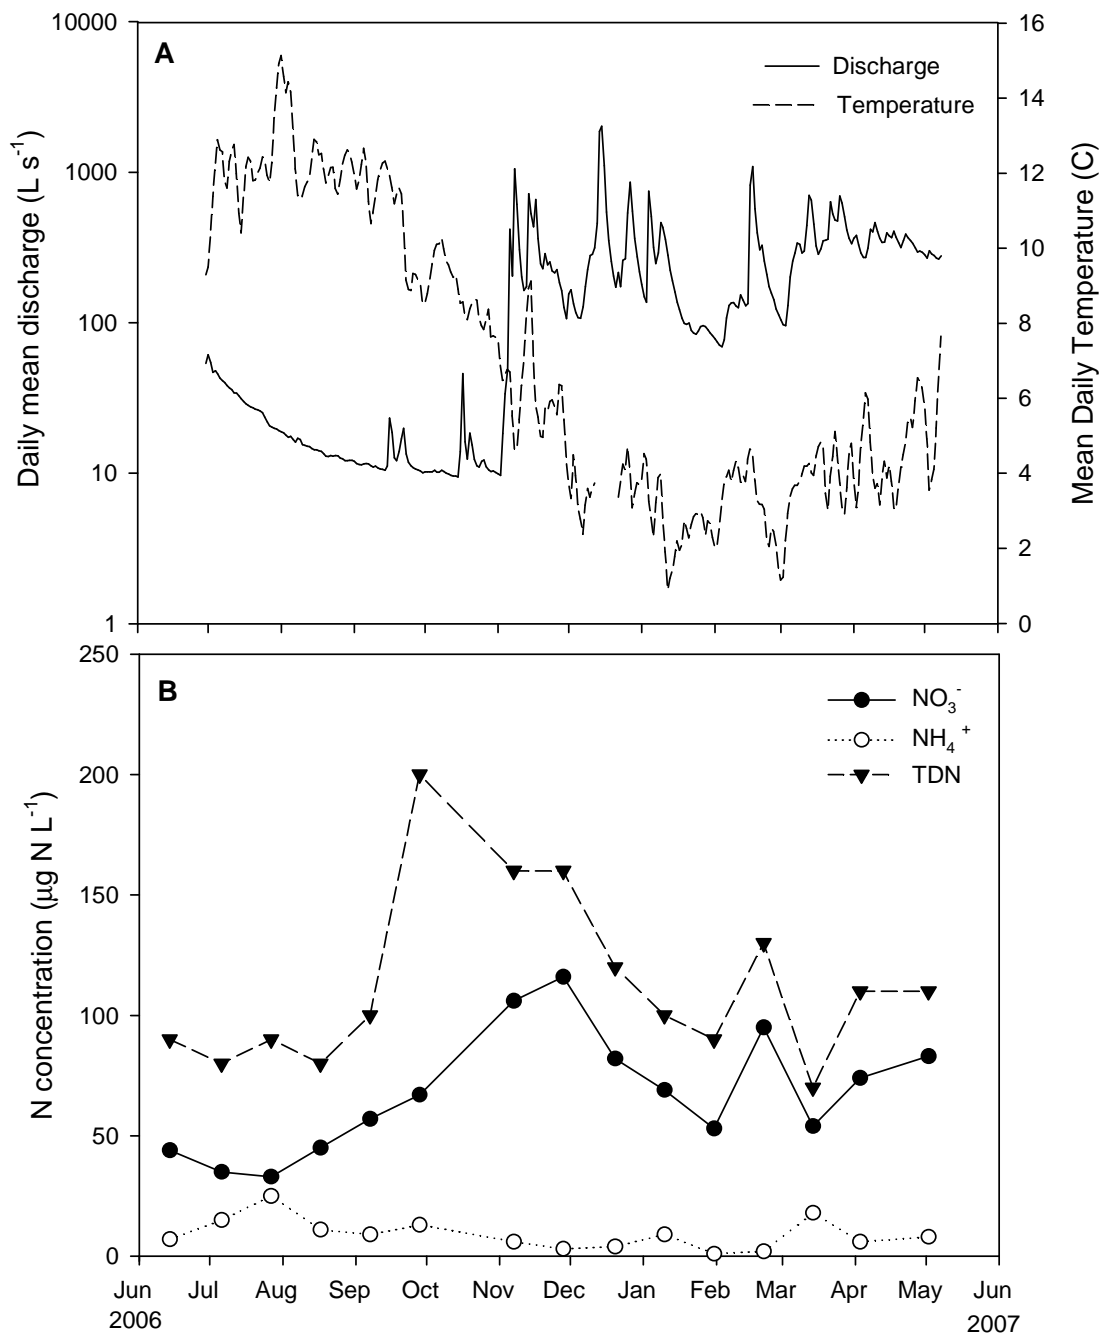 A
Discharge
Temperature
Daily mean discharge (L s-1)
10000
1000
100
10
1
Mean Daily Temperature (C)
16
14
12
10
8
6
4
2
0
B
NO3-
NH4 +
TDN
N concentration (μg N L-1)
250
200
150
100
50
0
Jun Jul Aug Sep Oct Nov Dec Jan Feb Mar Apr May Jun
2006 2007